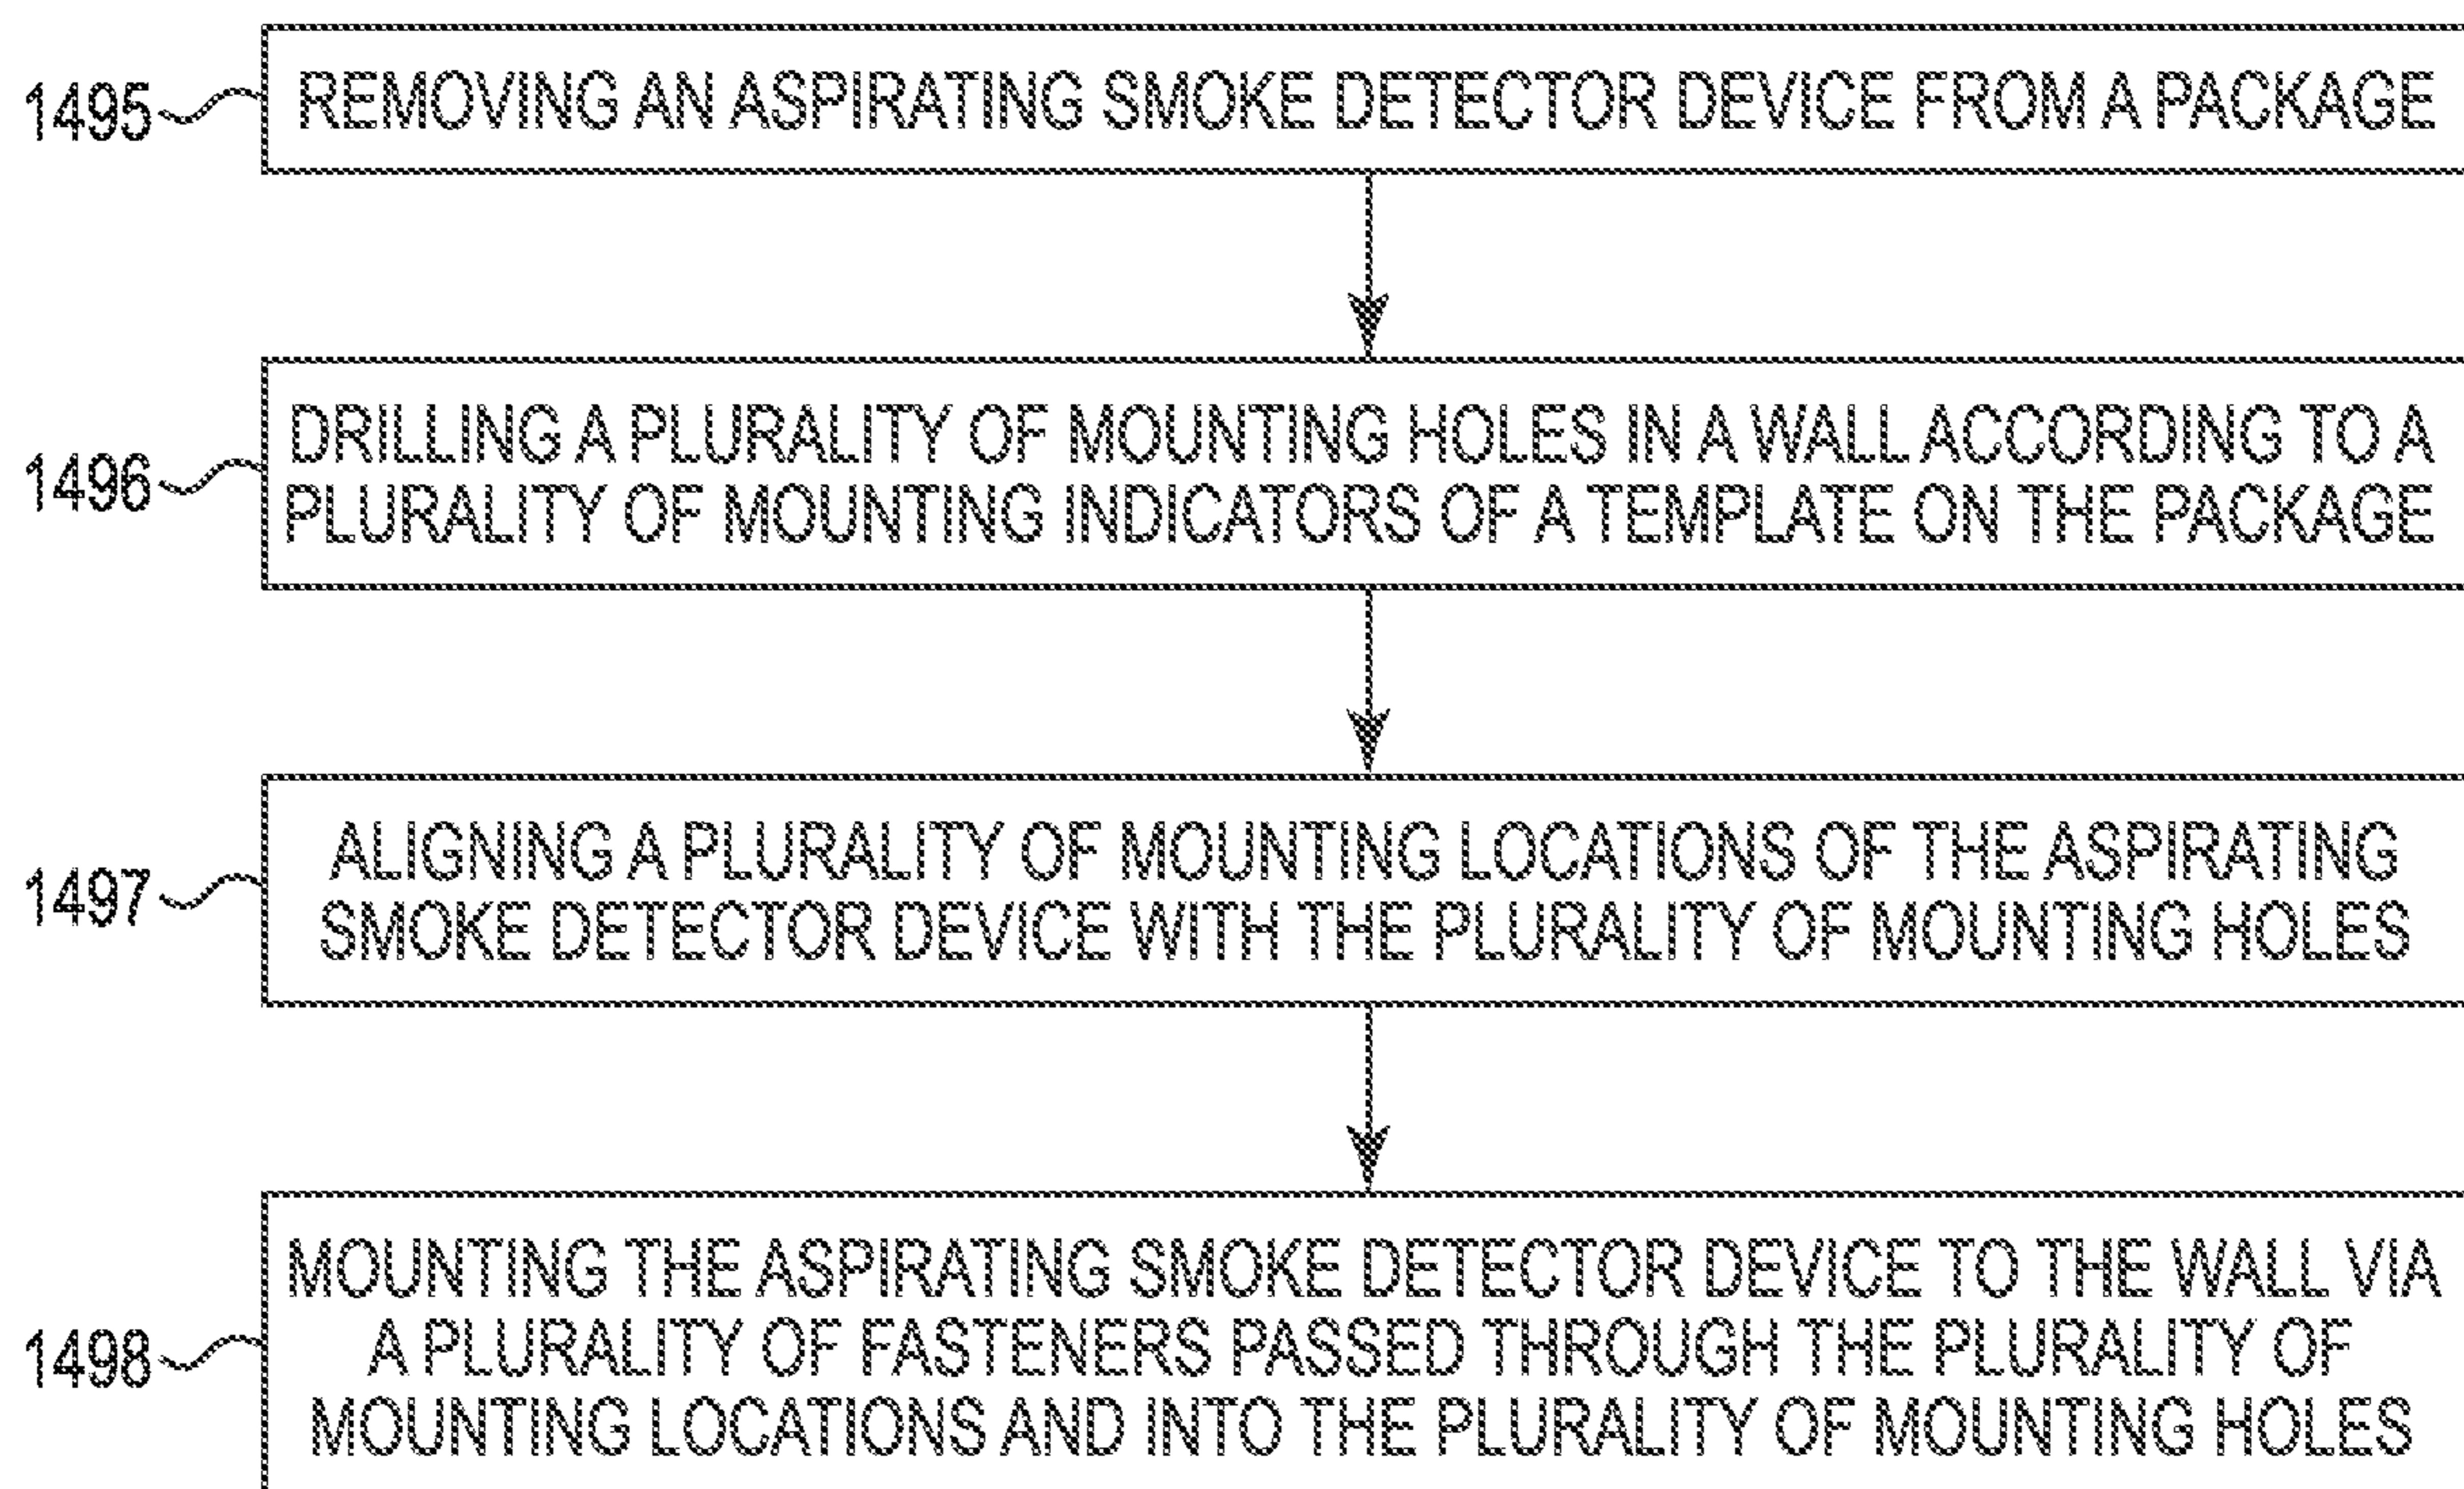 1495 REMOVING AN ASPIRATING SMOKE DETECTOR DEVICE FROM A PACKAGE
1496 DRILLING A PLURALITY OF MOUNTING HOLES IN A WALL ACCORDING TO A
PLURALITY OF MOUNTING INDICATORS OF A TEMPLATE ON THE PACKAGE
1497 ALIGNING A PLURALITY OF MOUNTING LOCATIONS OF THE ASPIRATING
SMOKE DETECTOR DEVICE WITH THE PLURALITY OF MOUNTING HOLES
1498 MOUNTING THE ASPIRATING SMOKE DETECTOR DEVICE TO THE WALL VIA
A PLURALITY OF FASTENERS PASSED THROUGH THE PLURALITY OF
MOUNTING LOCATIONS AND INTO THE PLURALITY OF MOUNTING HOLES